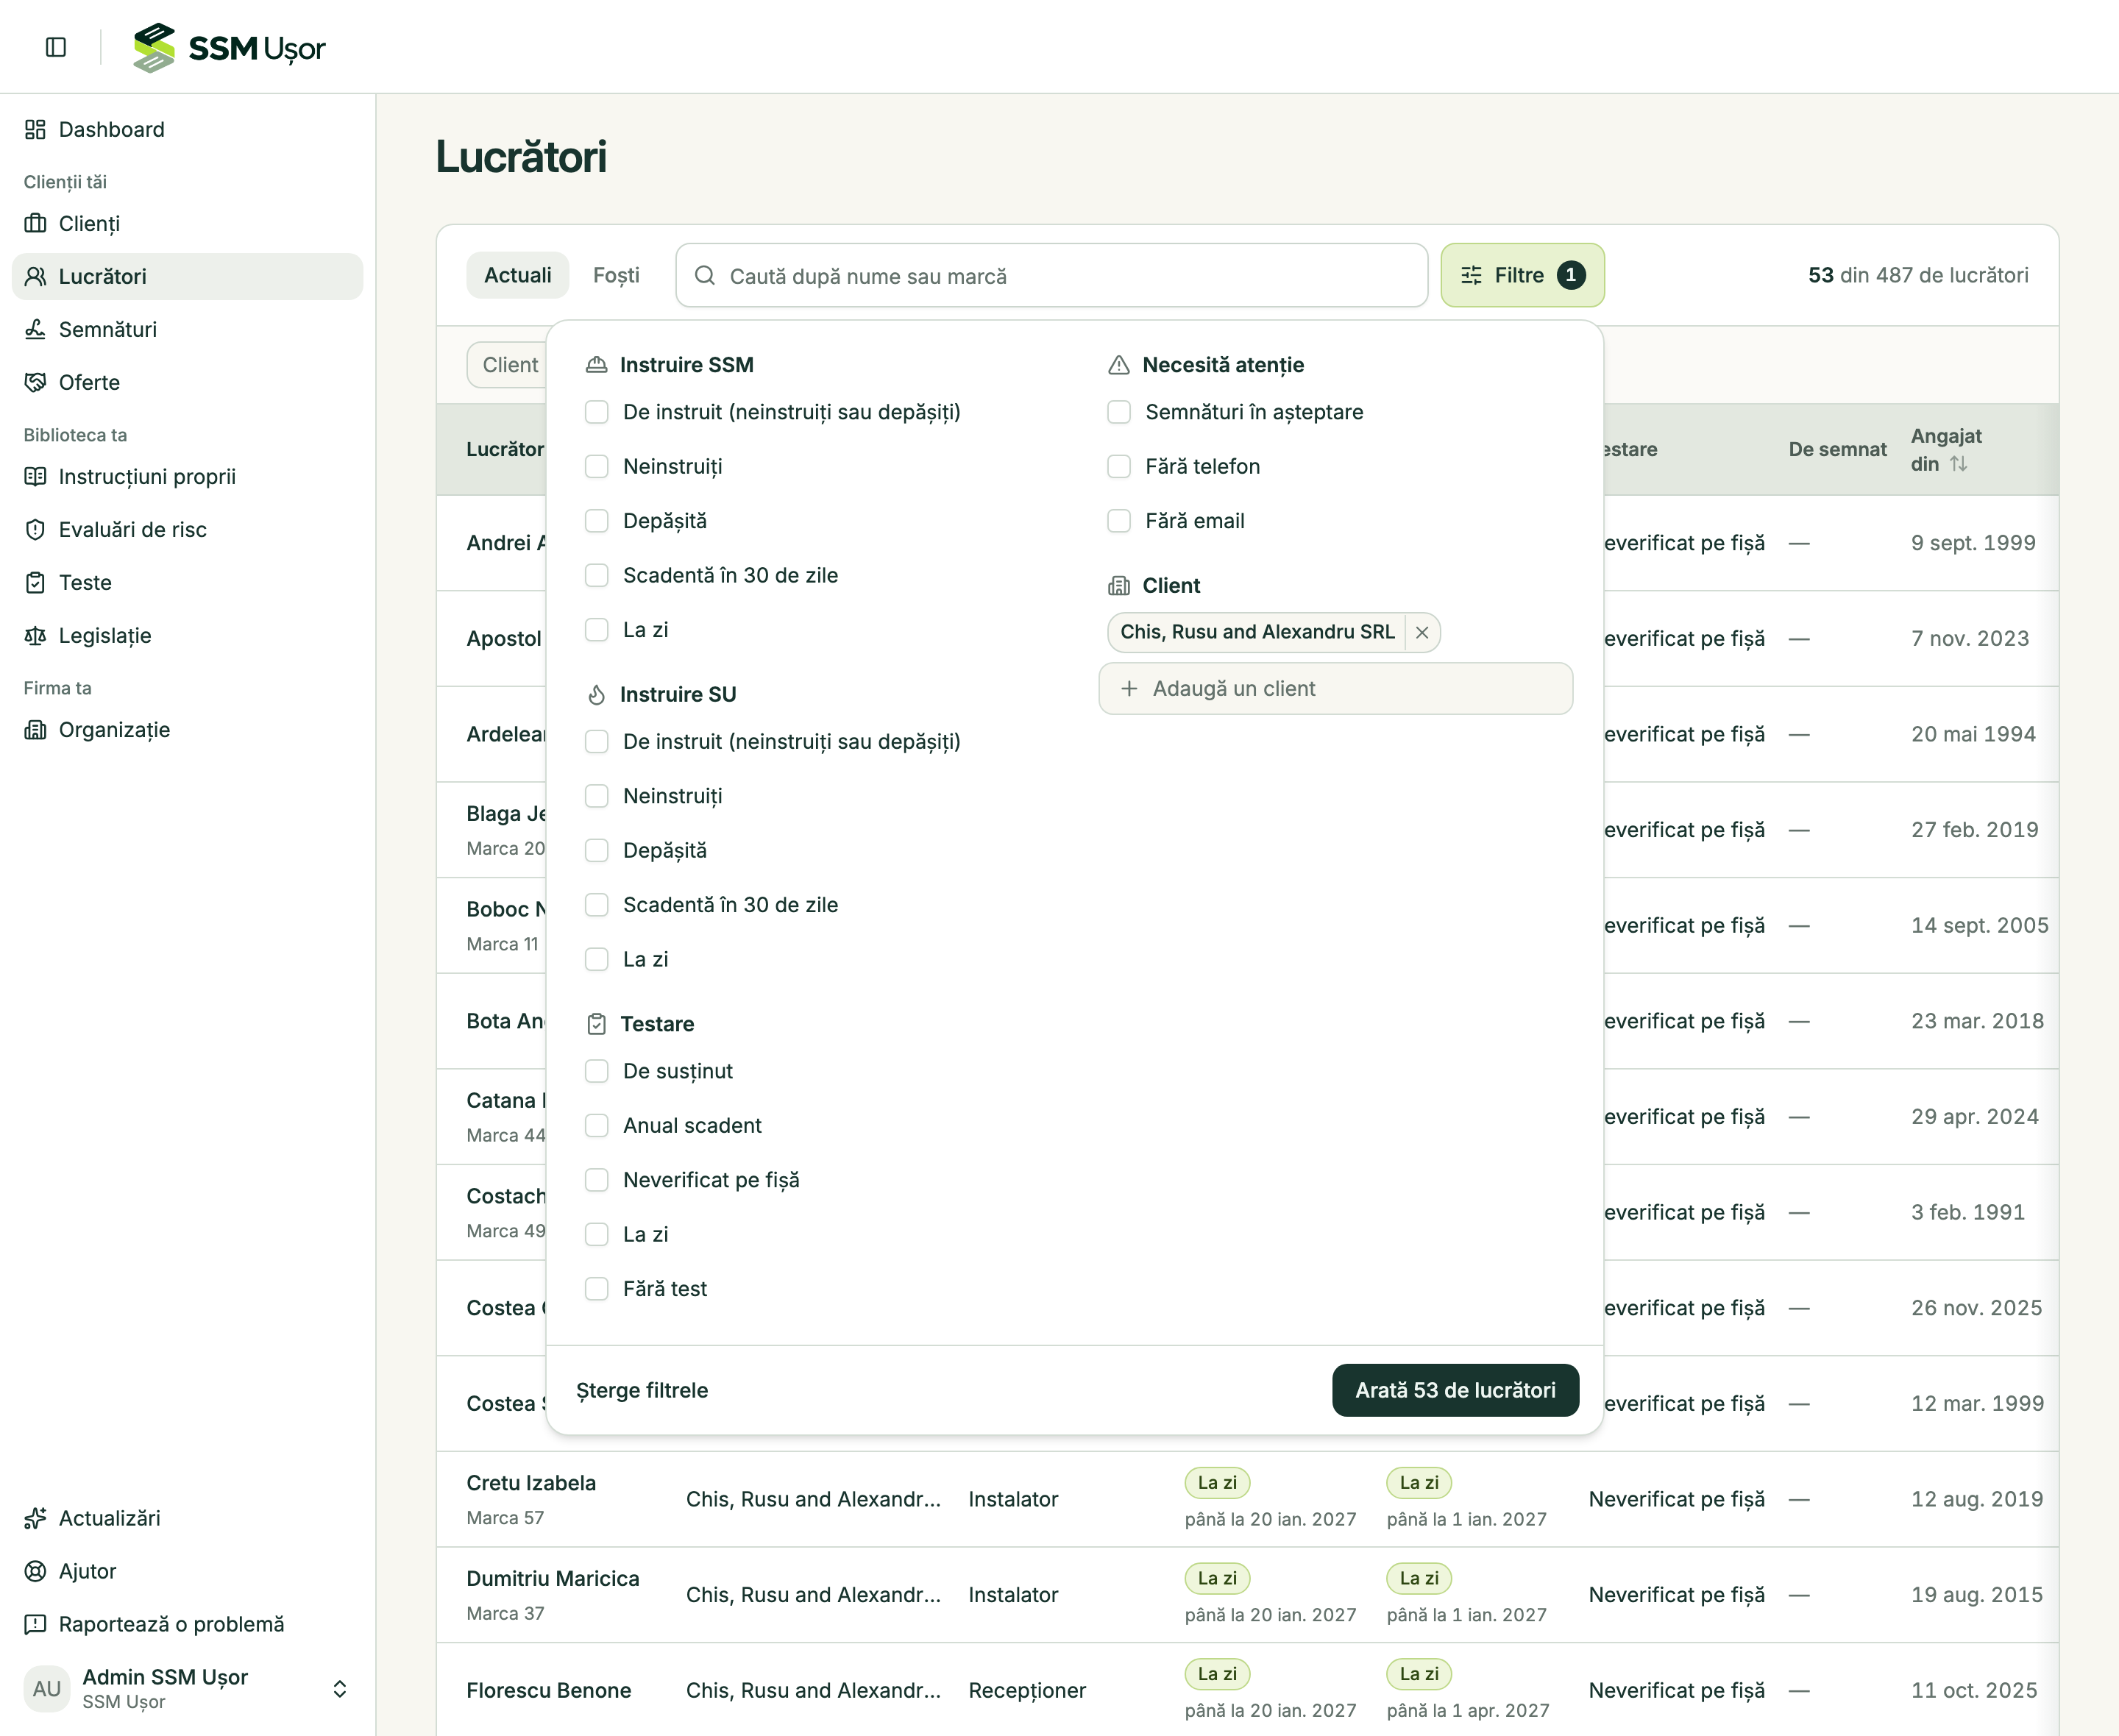 SSM Ușor
Dashboard
Clienții tăi
Clienți
Lucrători
Semnături
Oferte
Biblioteca ta
Instrucțiuni proprii
Evaluări de risc
Teste
Legislație
Firma ta
Organizație
Actualizări
Ajutor
Raportează o problemă
AU
Admin SSM Ușor
SSM Ușor
Lucrători
Actuali
Foști
Caută după nume sau marcă
Filtre 1
53 din 487 de lucrători
Client
Instruire SSM
De instruit (neinstruiți sau depășiți)
Neinstruiți
Depășită
Scadentă în 30 de zile
La zi
Instruire SU
De instruit (neinstruiți sau depășiți)
Neinstruiți
Depășită
Scadentă în 30 de zile
La zi
Testare
De susținut
Anual scadent
Neverificat pe fișă
La zi
Fără test
Necesită atenție
Semnături în așteptare
Fără telefon
Fără email
Client
Chis, Rusu and Alexandru SRL
Adaugă un client
Șterge filtrele
Arată 53 de lucrători
Lucrător
estare
De semnat
Angajat
din
Andrei A
everificat pe fișă — 9 sept. 1999
Apostol
everificat pe fișă — 7 nov. 2023
Ardelea
everificat pe fișă — 20 mai 1994
Blaga Je
Marca 20
everificat pe fișă — 27 feb. 2019
Boboc N
Marca 11
everificat pe fișă — 14 sept. 2005
Bota An
everificat pe fișă — 23 mar. 2018
Catana
Marca 44
everificat pe fișă — 29 apr. 2024
Costach
Marca 49
everificat pe fișă — 3 feb. 1991
Costea
everificat pe fișă — 26 nov. 2025
Costea S
everificat pe fișă — 12 mar. 1999
Cretu Izabela
Marca 57
Chis, Rusu and Alexandr...
Instalator
La zi
până la 20 ian. 2027
La zi
până la 1 ian. 2027
Neverificat pe fișă — 12 aug. 2019
Dumitriu Maricica
Marca 37
Chis, Rusu and Alexandr...
Instalator
La zi
până la 20 ian. 2027
La zi
până la 1 ian. 2027
Neverificat pe fișă — 19 aug. 2015
Florescu Benone
Chis, Rusu and Alexandr...
Recepționer
La zi
până la 20 ian. 2027
La zi
până la 1 apr. 2027
Neverificat pe fișă — 11 oct. 2025